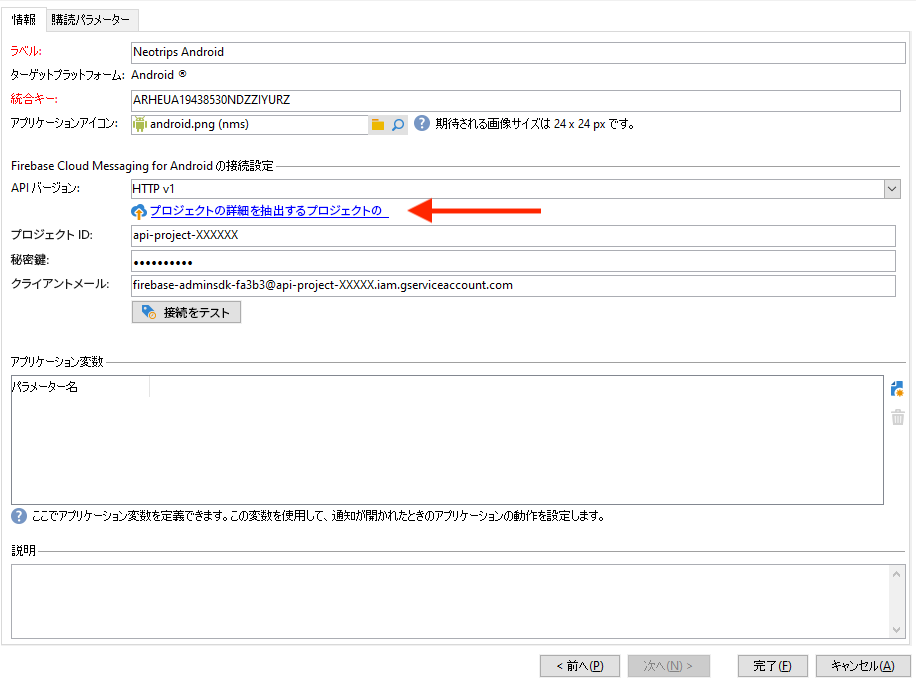 情報 購読パラメーター
ラベル: Neotrips Android
ターゲットプラットフォーム: Android ®
統合キー: ARHEUA19438530NDZZIYURZ
アプリケーションアイコン: android.png (nms) ? 期待される画像サイズは 24 x 24 px です。
Firebase Cloud Messaging for Android の接続設定
API バージョン: HTTP v1
プロジェクトの詳細を抽出するプロジェクトの
プロジェクト ID: api-project-XXXXXX
秘密鍵: ●●●●●●●●●●
クライアントメール: firebase-adminsdk-fa3b3@api-project-XXXXX.iam.gserviceaccount.com
接続をテスト
アプリケーション変数
パラメーター名
? ここでアプリケーション変数を定義できます。この変数を使用して、通知が開かれたときのアプリケーションの動作を設定します。
説明
< 前へ(P) 次へ(N) > 完了(F) キャンセル(A)